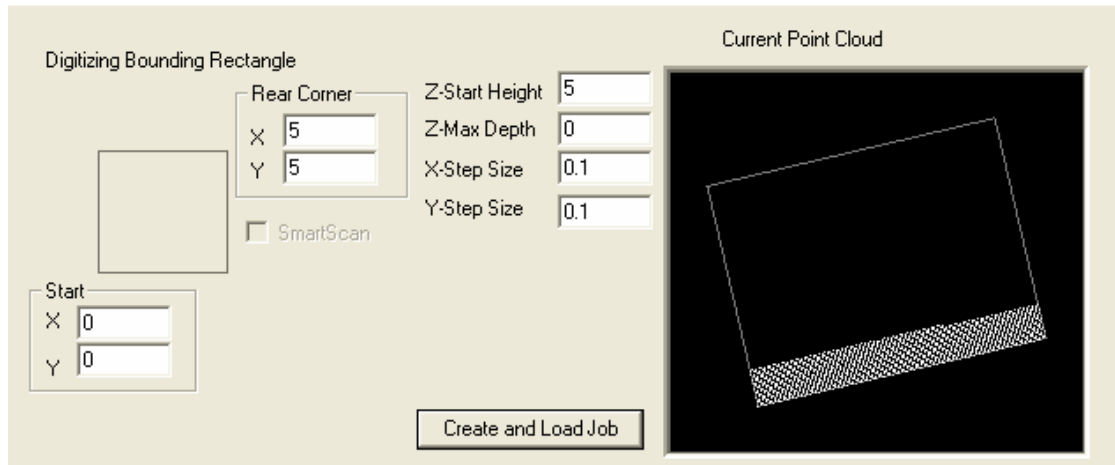 Digitizing Bounding Rectangle
Rear Corner
X 5
Y 5
SmartScan
Start
X 0
Y 0
Z-Start Height 5
Z-Max Depth 0
X-Step Size 0.1
Y-Step Size 0.1
Create and Load Job
Current Point Cloud